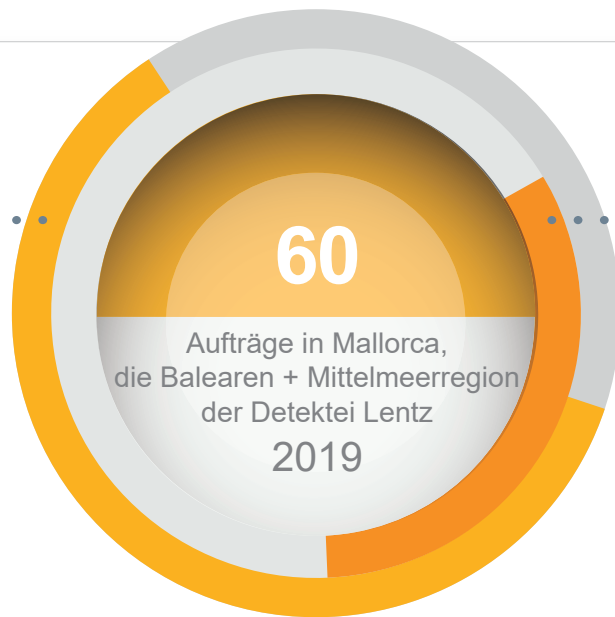 60
Aufträge in Mallorca,
die Balearen + Mittelmeerregion
der Detektei Lentz
2019